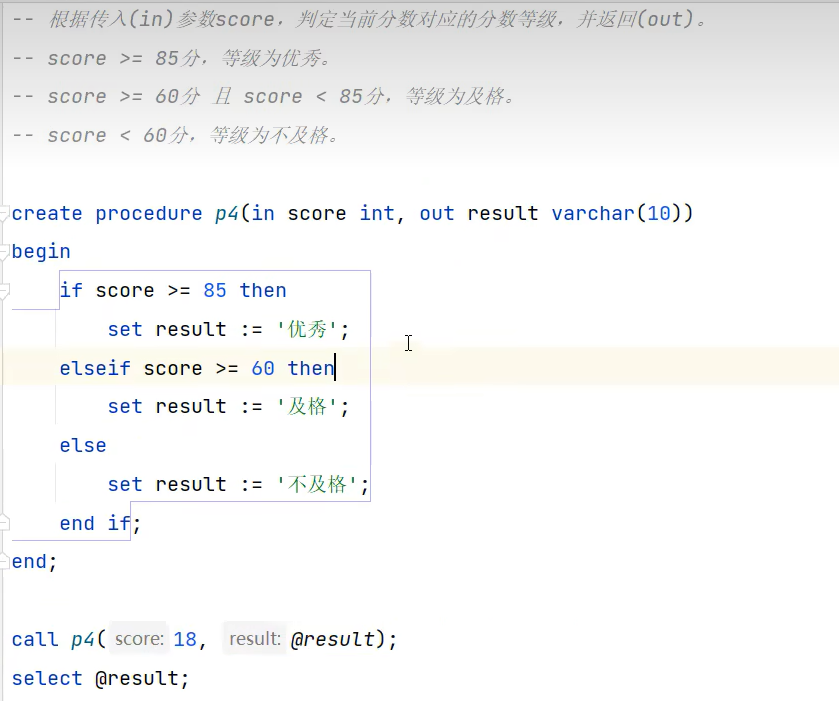 -- 根据传入(in)参数score，判定当前分数对应的分数等级，并返回(out)。
-- score >= 85分，等级为优秀。
-- score >= 60分 且 score < 85分，等级为及格。
-- score < 60分，等级为不及格。
create procedure p4(in score int, out result varchar(10))
begin
    if score >= 85 then
        set result := '优秀';
    elseif score >= 60 then
        set result := '及格';
    else
        set result := '不及格';
    end if;
end;
call p4( score: 18, result: @result);
select @result;